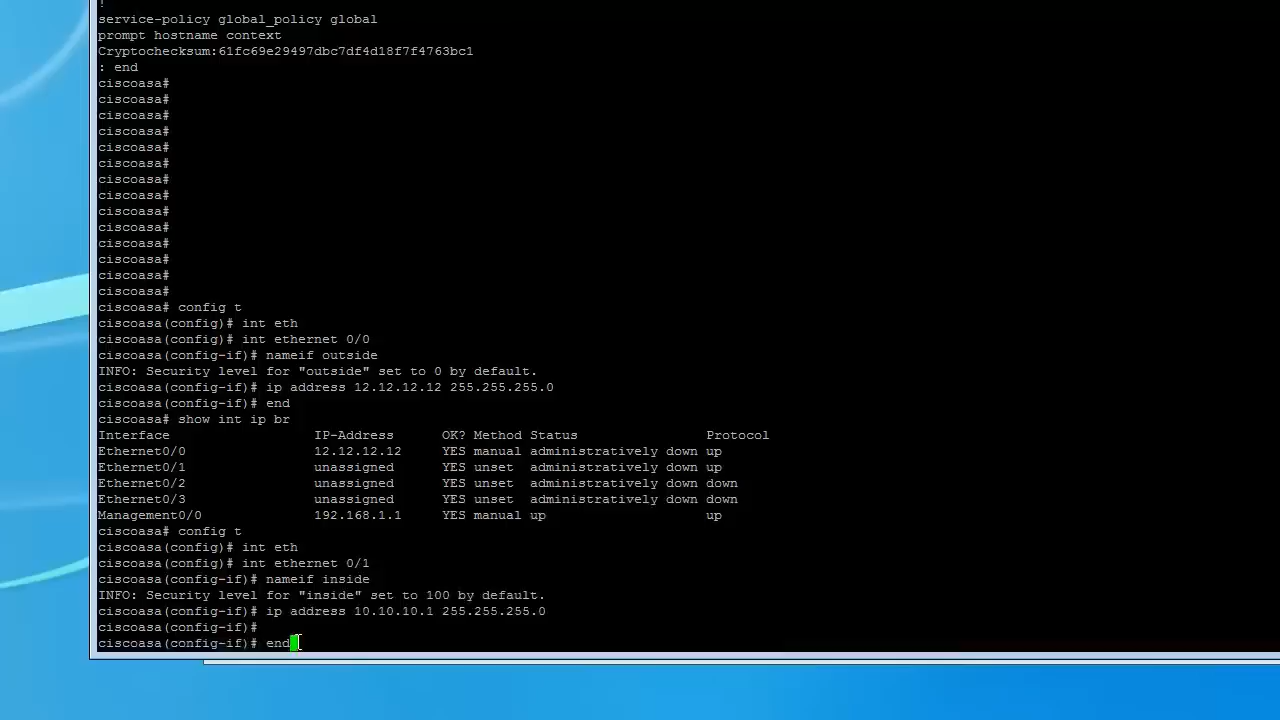 !
service-policy global_policy global
prompt hostname context
Cryptochecksum:61fc69e29497dbc7df4d18f7f4763bc1
: end
ciscoasa#
ciscoasa#
ciscoasa#
ciscoasa#
ciscoasa#
ciscoasa#
ciscoasa#
ciscoasa#
ciscoasa#
ciscoasa#
ciscoasa#
ciscoasa#
ciscoasa#
ciscoasa#
ciscoasa# config t
ciscoasa(config)# int eth
ciscoasa(config)# int ethernet 0/0
ciscoasa(config-if)# nameif outside
INFO: Security level for "outside" set to 0 by default.
ciscoasa(config-if)# ip address 12.12.12.12 255.255.255.0
ciscoasa(config-if)# end
ciscoasa# show int ip br
Interface IP-Address OK? Method Status Protocol
Ethernet0/0 12.12.12.12 YES manual administratively down up
Ethernet0/1 unassigned YES unset administratively down up
Ethernet0/2 unassigned YES unset administratively down down
Ethernet0/3 unassigned YES unset administratively down down
Management0/0 192.168.1.1 YES manual up up
ciscoasa# config t
ciscoasa(config)# int eth
ciscoasa(config)# int ethernet 0/1
ciscoasa(config-if)# nameif inside
INFO: Security level for "inside" set to 100 by default.
ciscoasa(config-if)# ip address 10.10.10.1 255.255.255.0
ciscoasa(config-if)#
ciscoasa(config-if)# end